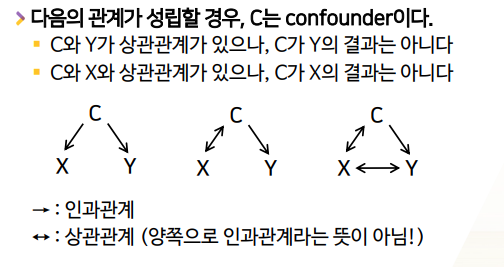 다음의 관계가 성립할 경우, C는 confounder이다.
C와 Y가 상관관계가 있으나, C가 Y의 결과는 아니다
C와 X와 상관관계가 있으나, C가 X의 결과는 아니다
C C C
X Y X Y X Y
→ : 인과관계
↔ : 상관관계 (양쪽으로 인과관계라는 뜻이 아님!)